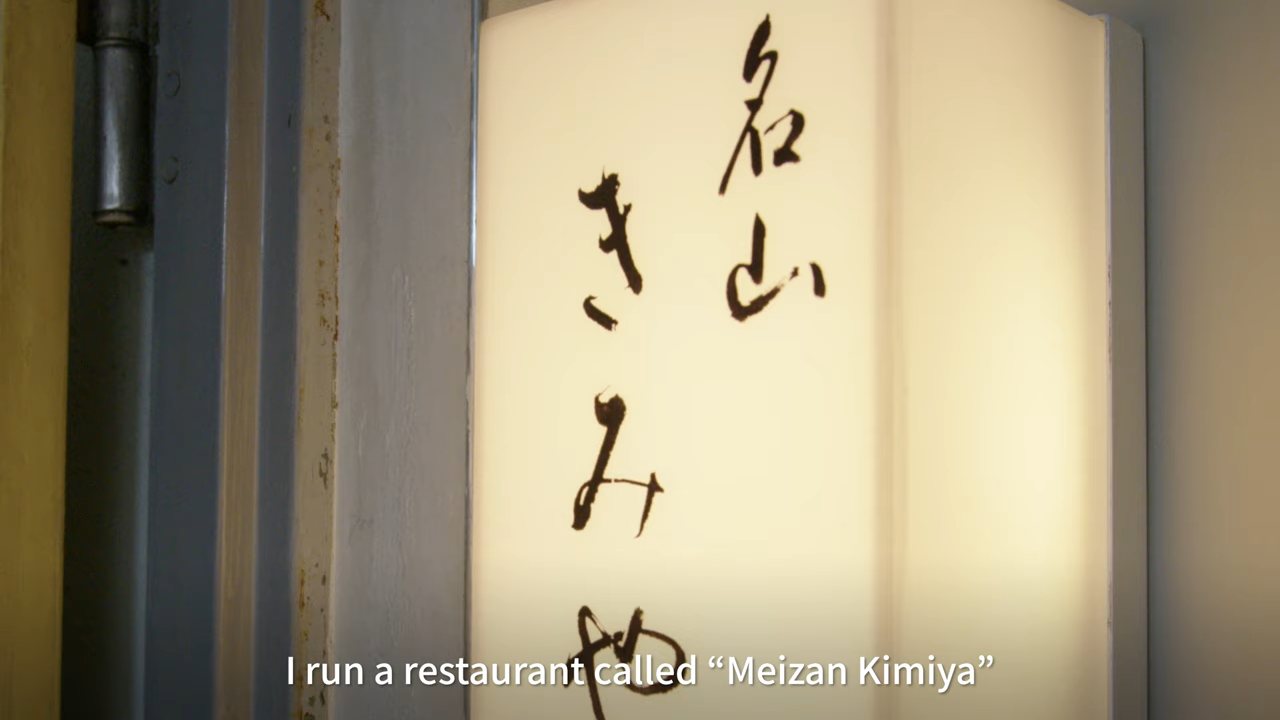 名山
きみや
I run a restaurant called “Meizan Kimiya”